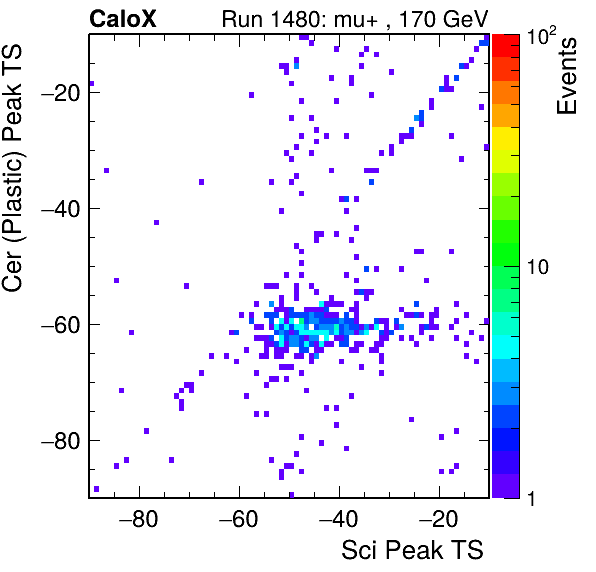 CaloX Run 1480: mu+ , 170 GeV
Cer (Plastic) Peak TS
−20
−40
−60
−80
−80 −60 −40 −20
Sci Peak TS
10²
10
1
Events